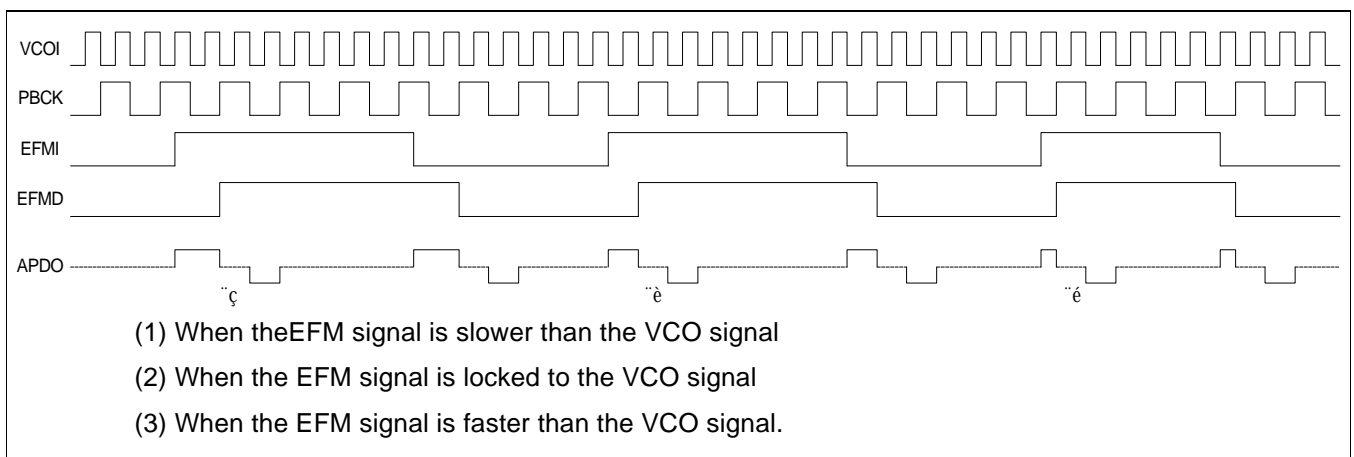 VCOI
PBCK
EFMI
EFMD
APDO
¨ç ¨è ¨é
(1) When theEFM signal is slower than the VCO signal
(2) When the EFM signal is locked to the VCO signal
(3) When the EFM signal is faster than the VCO signal.